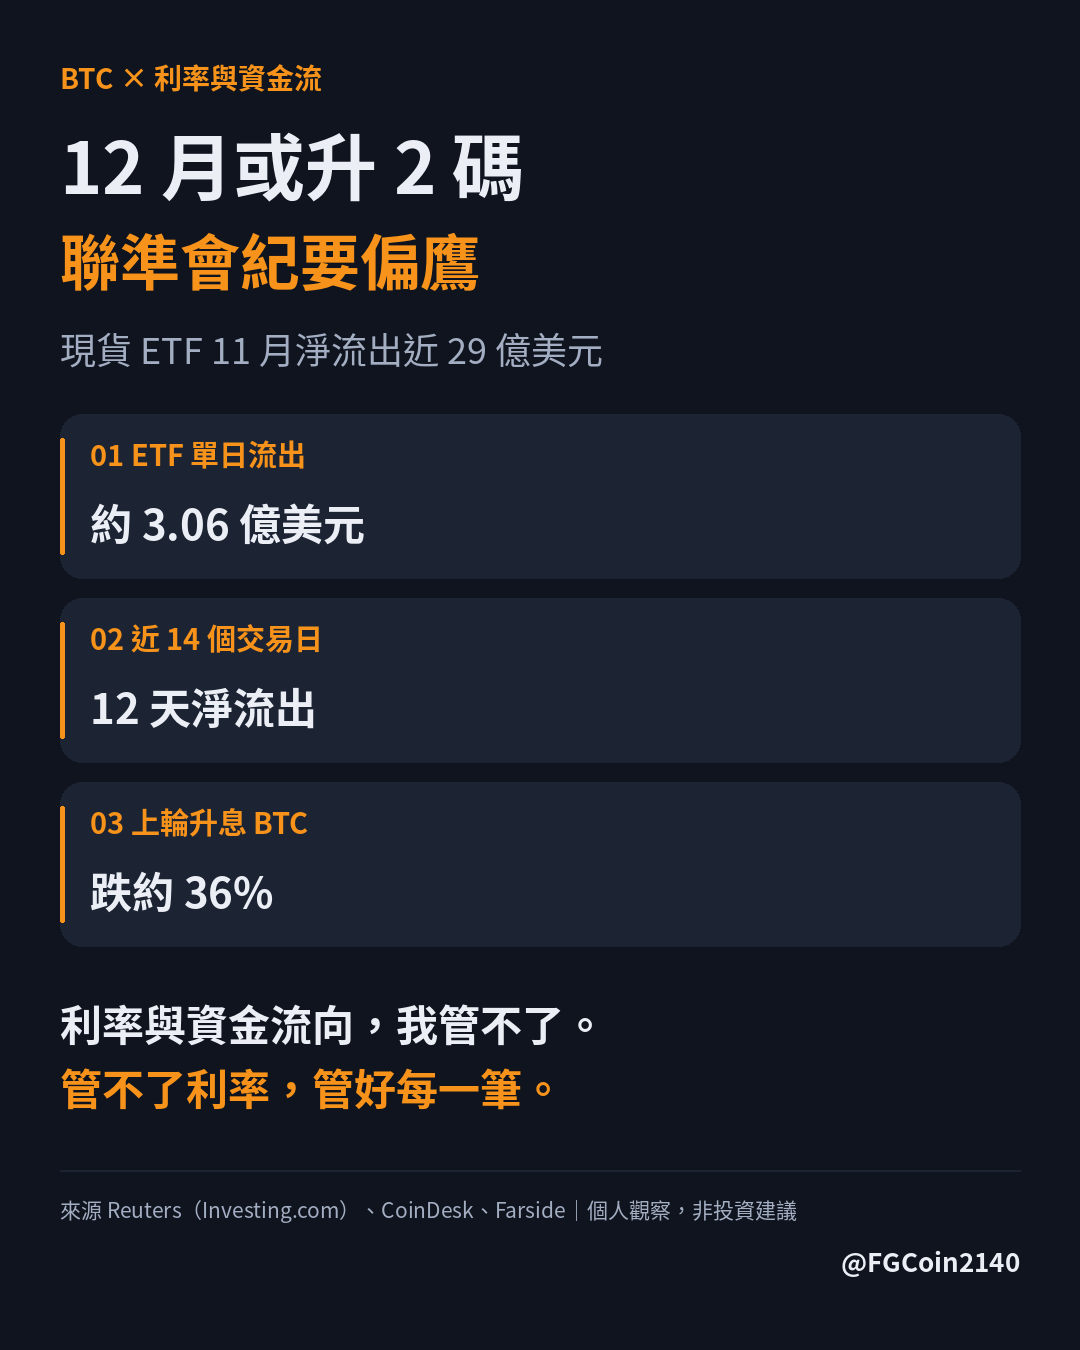 BTC × 利率與資金流
12 月或升 2 碼
聯準會紀要偏鷹
現貨 ETF 11 月淨流出近 29 億美元
01 ETF 單日流出
約 3.06 億美元
02 近 14 個交易日
12 天淨流出
03 上輪升息 BTC
跌約 36%
利率與資金流向，我管不了。
管不了利率，管好每一筆。
來源 Reuters（Investing.com）、CoinDesk、Farside｜個人觀察，非投資建議
@FGCoin2140